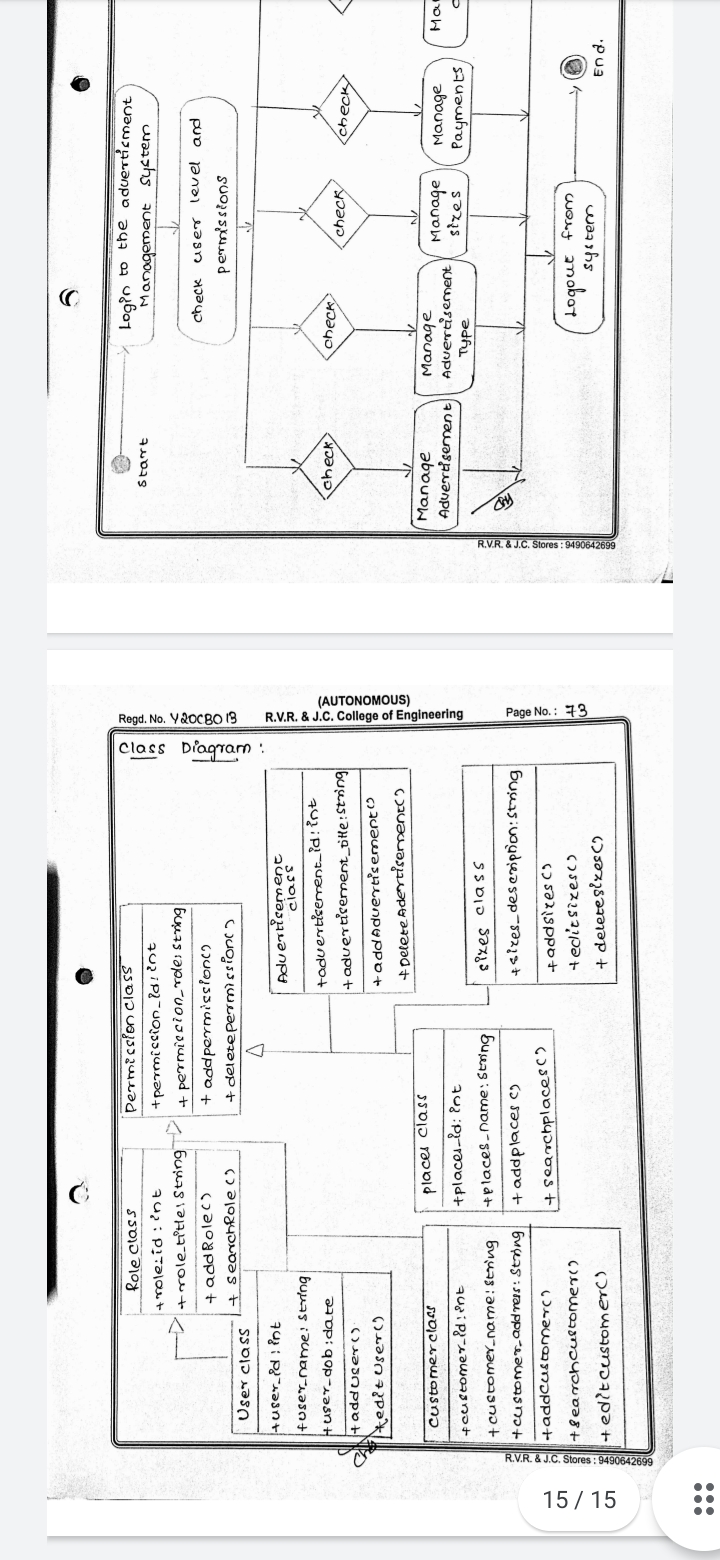 Login to the advertisment
Management System
check user level and
permissions
Start
check
check
check
check
Manage
Payments
Manage
sizes
Manage
Advertisement
Type
Manage
Advertisement
Logout from
system
End.
R.V.R. & J.C. Stores : 9490642699
(AUTONOMOUS)
Regd. No. Y20CB013 R.V.R. & J.C. College of Engineering Page No. : 73
Class Diagram :
Role class
+role_id : int
+role_title: string
+ addRole()
+ searchRole()
Permission class
+permission_id: int
+ permission_role: string
+ addpermission()
+ deletepermission()
User class
+user_id : int
+user_name: string
+user_dob : date
+addUser()
+editUser()
Advertisement
class
+advertisement_id: int
+advertisement_title: string
+addAdvertisement()
+DeleteAdertisement()
Customer class
+customer_id: int
+customer_name: string
+customer_address: string
+addcustomer()
+searchcustomer()
+editcustomer()
places class
+places_id: int
+places_name: string
+addplaces()
+searchplaces()
sizes class
+sizes_description: string
+addsizes()
+editsizes()
+deletesizes()
R.V.R. & J.C. Stores : 9490642699
15 / 15